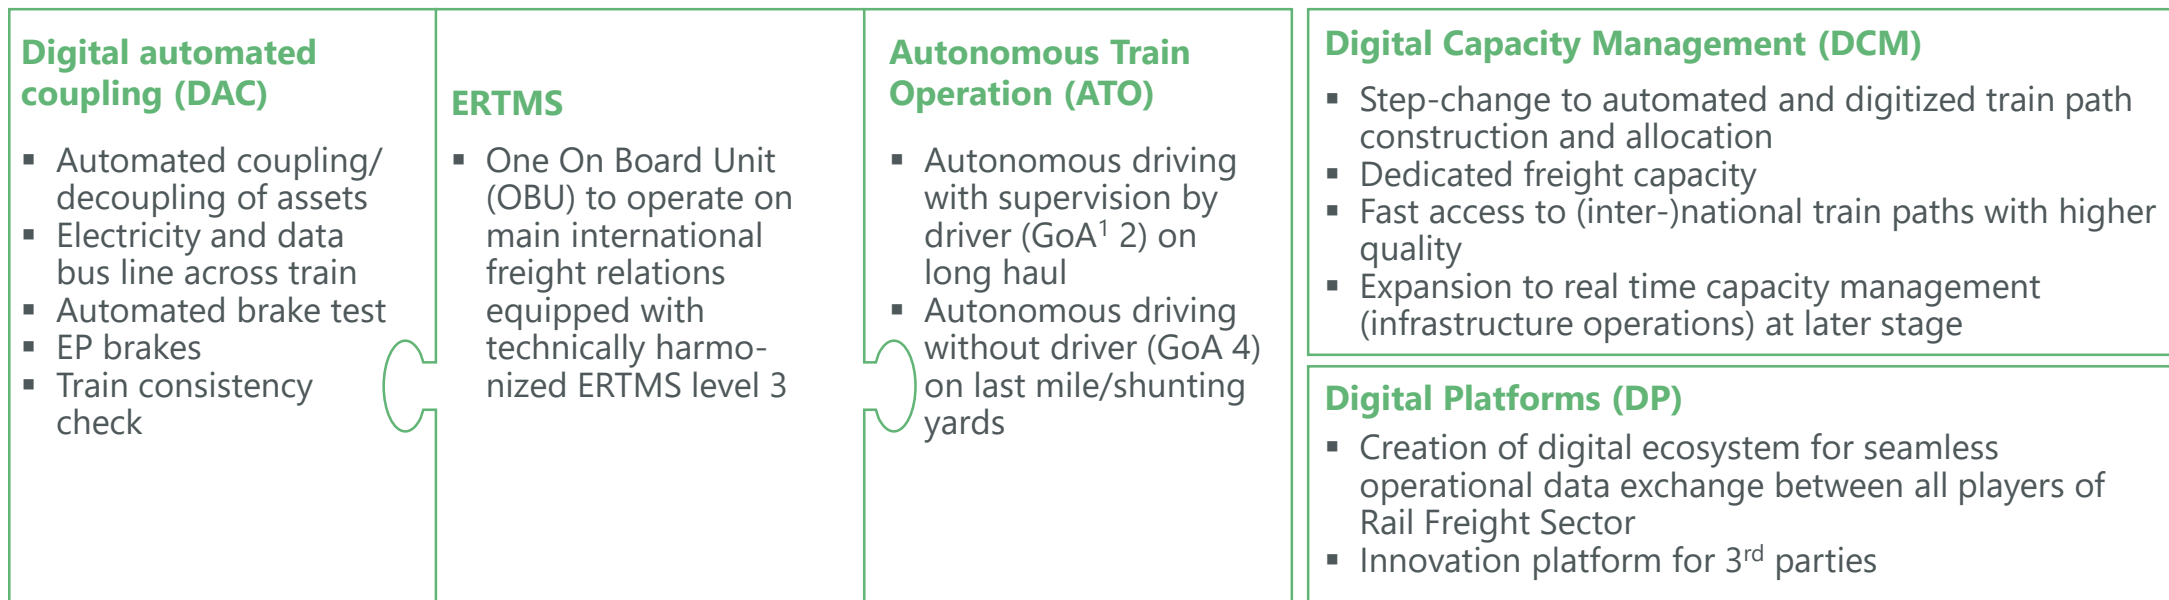 Digital automated
coupling (DAC)
▪ Automated coupling/
decoupling of assets
▪ Electricity and data
bus line across train
▪ Automated brake test
▪ EP brakes
▪ Train consistency
check
ERTMS
▪ One On Board Unit
(OBU) to operate on
main international
freight relations
equipped with
technically harmo-
nized ERTMS level 3
Autonomous Train
Operation (ATO)
▪ Autonomous driving
with supervision by
driver (GoA¹ 2) on
long haul
▪ Autonomous driving
without driver (GoA 4)
on last mile/shunting
yards
Digital Capacity Management (DCM)
▪ Step-change to automated and digitized train path
construction and allocation
▪ Dedicated freight capacity
▪ Fast access to (inter-)national train paths with higher
quality
▪ Expansion to real time capacity management
(infrastructure operations) at later stage
Digital Platforms (DP)
▪ Creation of digital ecosystem for seamless
operational data exchange between all players of
Rail Freight Sector
▪ Innovation platform for 3rd parties